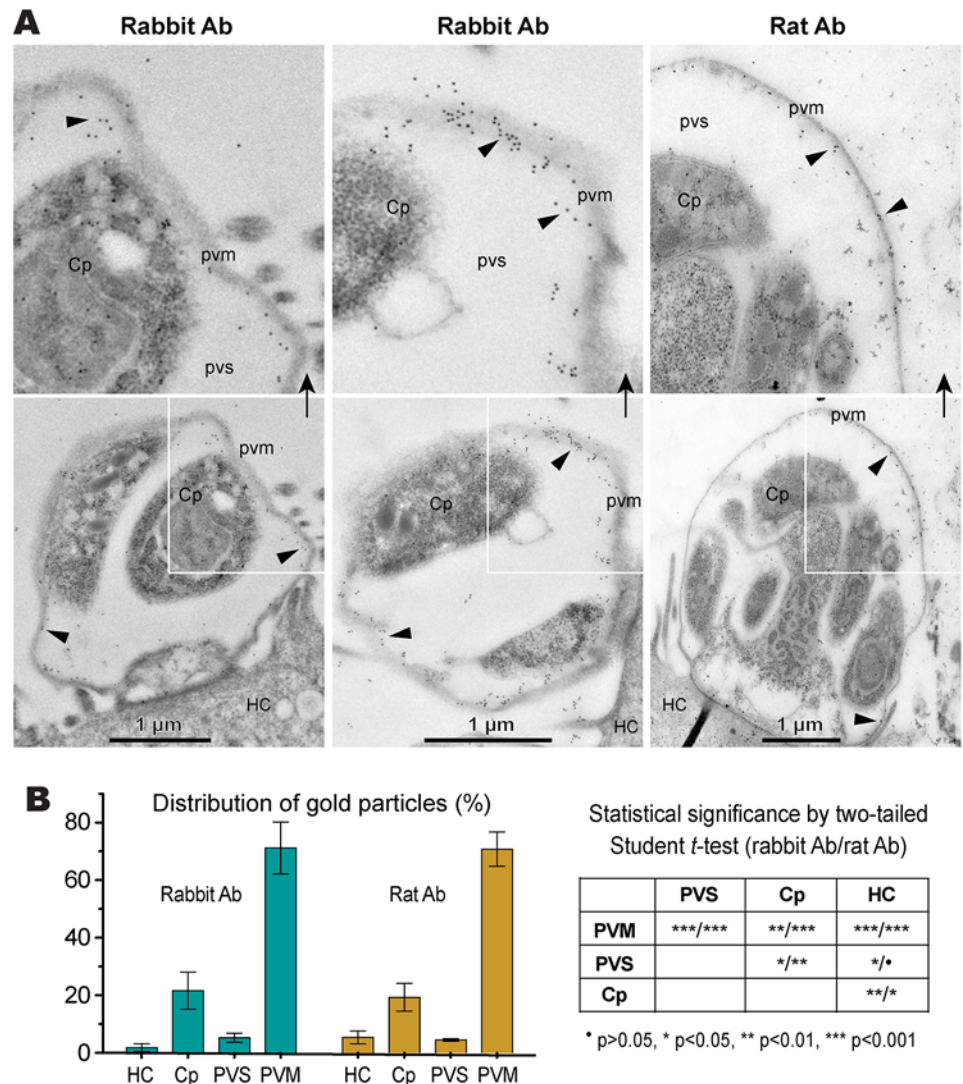 A
Rabbit Ab
Rabbit Ab
Rat Ab
Cp
pvm
pvs
Cp
pvm
pvs
pvs
pvm
Cp
pvm
Cp
HC
1 µm
Cp
pvm
HC
1 µm
pvm
Cp
HC
1 µm
B
Distribution of gold particles (%)
80
60
40
20
0
Rabbit Ab
Rat Ab
HC Cp PVS PVM HC Cp PVS PVM
Statistical significance by two-tailed
Student t-test (rabbit Ab/rat Ab)
PVS Cp HC
PVM ***/*** **/*** ***/***
PVS */** */•
Cp **/*
• p>0.05, * p<0.05, ** p<0.01, *** p<0.001